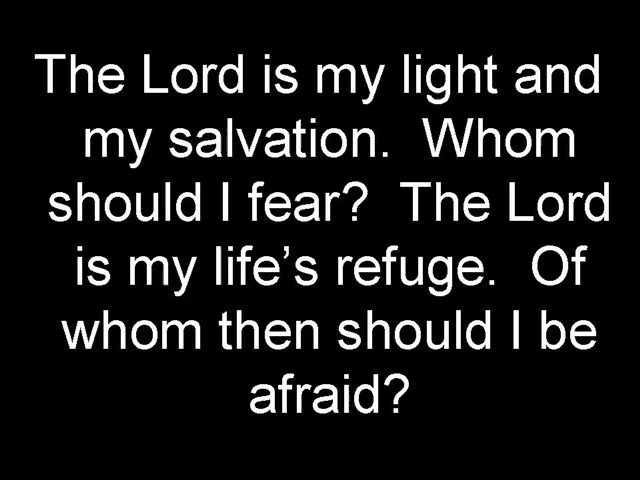 The Lord is my light and
my salvation.  Whom
should I fear?  The Lord
is my life’s refuge.  Of
whom then should I be
afraid?